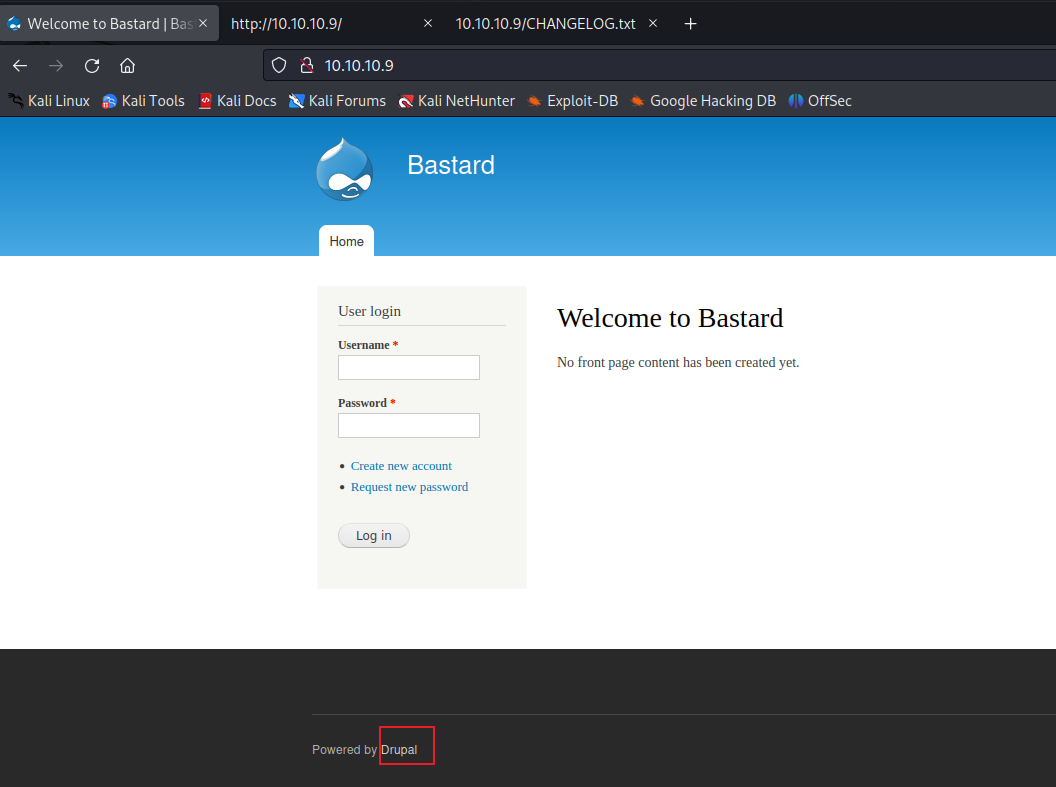 Welcome to Bastard | Bas
http://10.10.10.9/
10.10.10.9/CHANGELOG.txt
10.10.10.9
Kali Linux Kali Tools Kali Docs Kali Forums Kali NetHunter Exploit-DB Google Hacking DB OffSec
Bastard
Home
User login
Username *
Password *
Create new account
Request new password
Log in
Welcome to Bastard
No front page content has been created yet.
Powered by Drupal